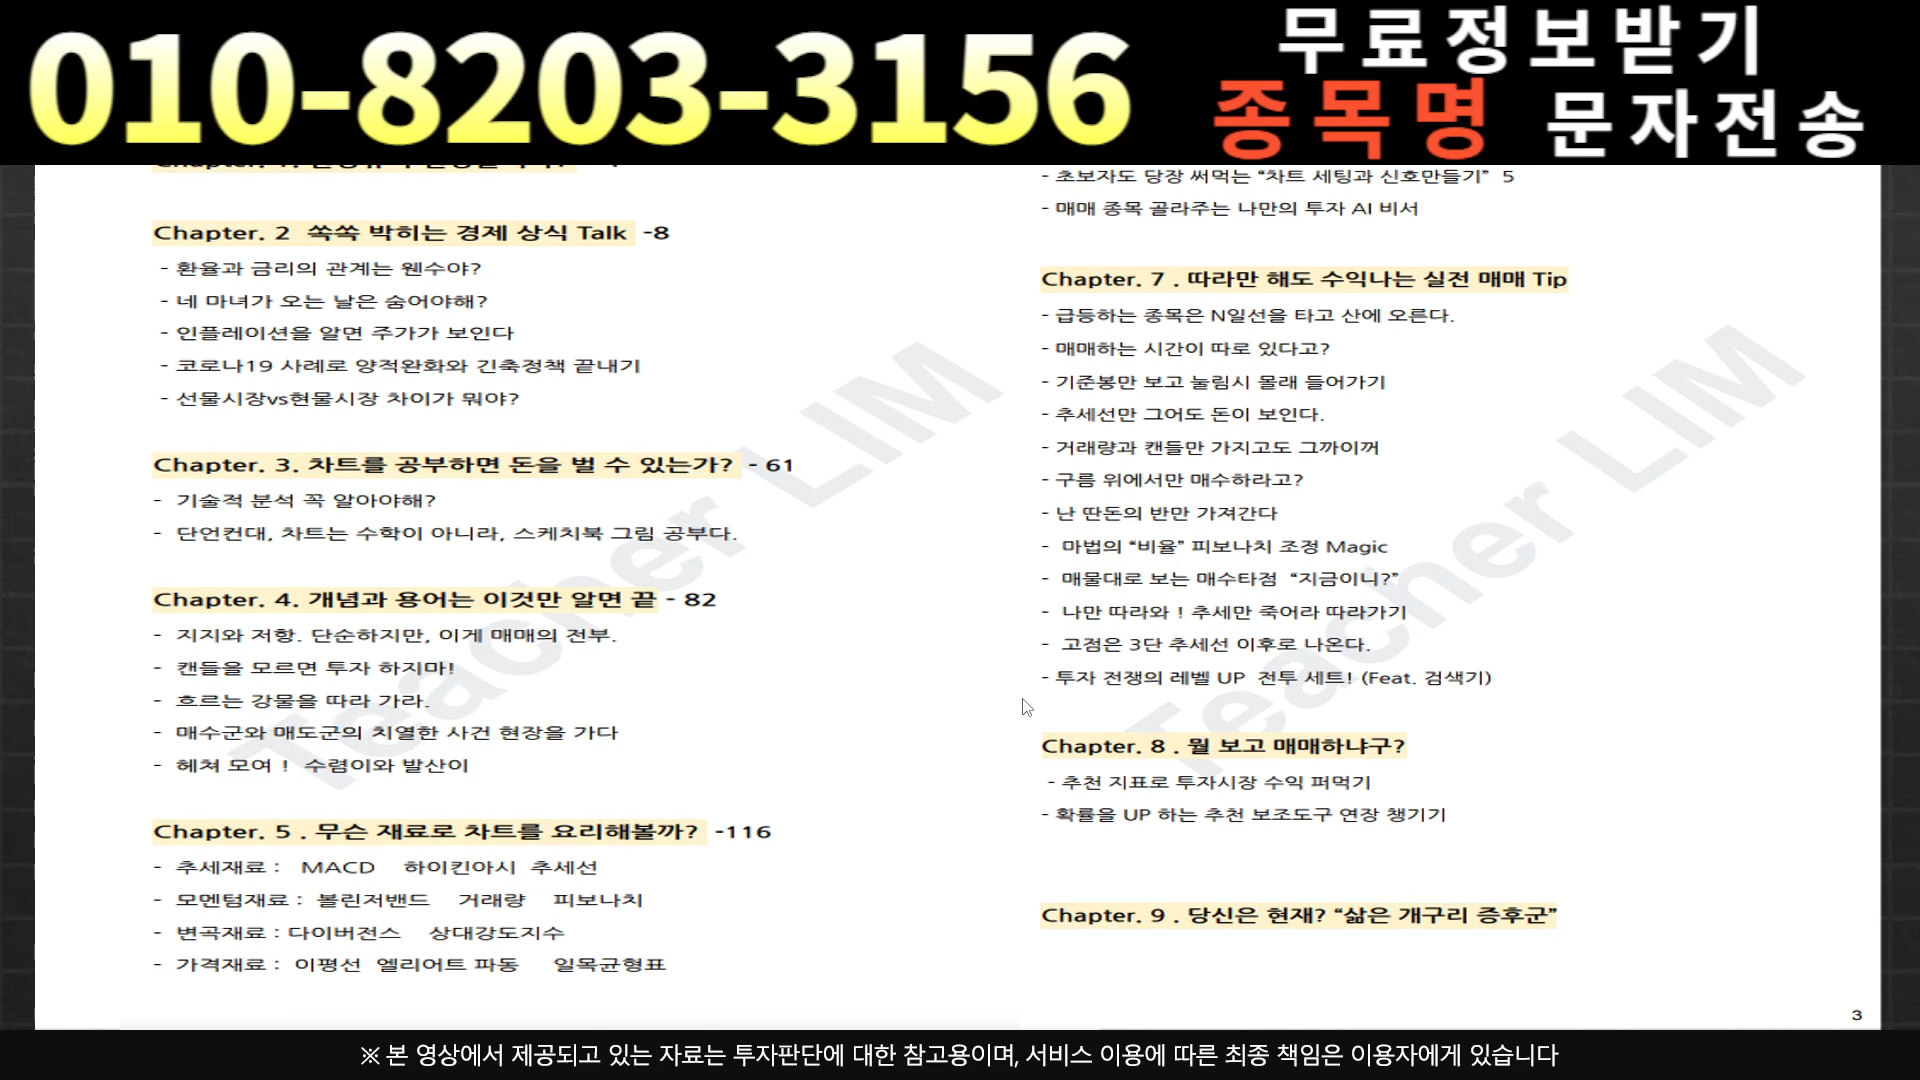 010-8203-3156
무료정보받기
종목명 문자전송
Chapter. 2 쏙쏙 박히는 경제 상식 Talk -8
- 환율과 금리의 관계는 웬수야?
- 네 마녀가 오는 날은 숨어야해?
- 인플레이션을 알면 주가가 보인다
- 코로나19 사례로 양적완화와 긴축정책 끝내기
- 선물시장vs현물시장 차이가 뭐야?
Chapter. 3. 차트를 공부하면 돈을 벌 수 있는가? - 61
- 기술적 분석 꼭 알아야해?
- 단언컨대, 차트는 수학이 아니라, 스케치북 그림 공부다.
Chapter. 4. 개념과 용어는 이것만 알면 끝 - 82
- 지지와 저항. 단순하지만, 이게 매매의 전부.
- 캔들을 모르면 투자 하지마!
- 흐르는 강물을 따라 가라.
- 매수군와 매도군의 치열한 사건 현장을 가다
- 헤쳐 모여 ! 수렴이와 발산이
Chapter. 5 . 무슨 재료로 차트를 요리해볼까? -116
- 추세재료 : MACD 하이킨아시 추세선
- 모멘텀재료 : 볼린저밴드 거래량 피보나치
- 변곡재료 : 다이버전스 상대강도지수
- 가격재료 : 이평선 엘리어트 파동 일목균형표
- 초보자도 당장 써먹는 “차트 세팅과 신호만들기” 5
- 매매 종목 골라주는 나만의 투자 AI 비서
Chapter. 7 . 따라만 해도 수익나는 실전 매매 Tip
- 급등하는 종목은 N일선을 타고 산에 오른다.
- 매매하는 시간이 따로 있다고?
- 기준봉만 보고 눌림시 몰래 들어가기
- 추세선만 그어도 돈이 보인다.
- 거래량과 캔들만 가지고도 그까이꺼
- 구름 위에서만 매수하라고?
- 난 딴돈의 반만 가져간다
- 마법의 “비율” 피보나치 조정 Magic
- 매물대로 보는 매수타점 “지금이니?”
- 나만 따라와 ! 추세만 죽어라 따라가기
- 고점은 3단 추세선 이후로 나온다.
- 투자 전쟁의 레벨 UP 전투 세트! (Feat. 검색기)
Chapter. 8 . 뭘 보고 매매하냐구?
- 추천 지표로 투자시장 수익 퍼먹기
- 확률을 UP 하는 추천 보조도구 연장 챙기기
Chapter. 9 . 당신은 현재? “삶은 개구리 증후군”
3
Teacher LIM
Teacher LIM
※ 본 영상에서 제공되고 있는 자료는 투자판단에 대한 참고용이며, 서비스 이용에 따른 최종 책임은 이용자에게 있습니다